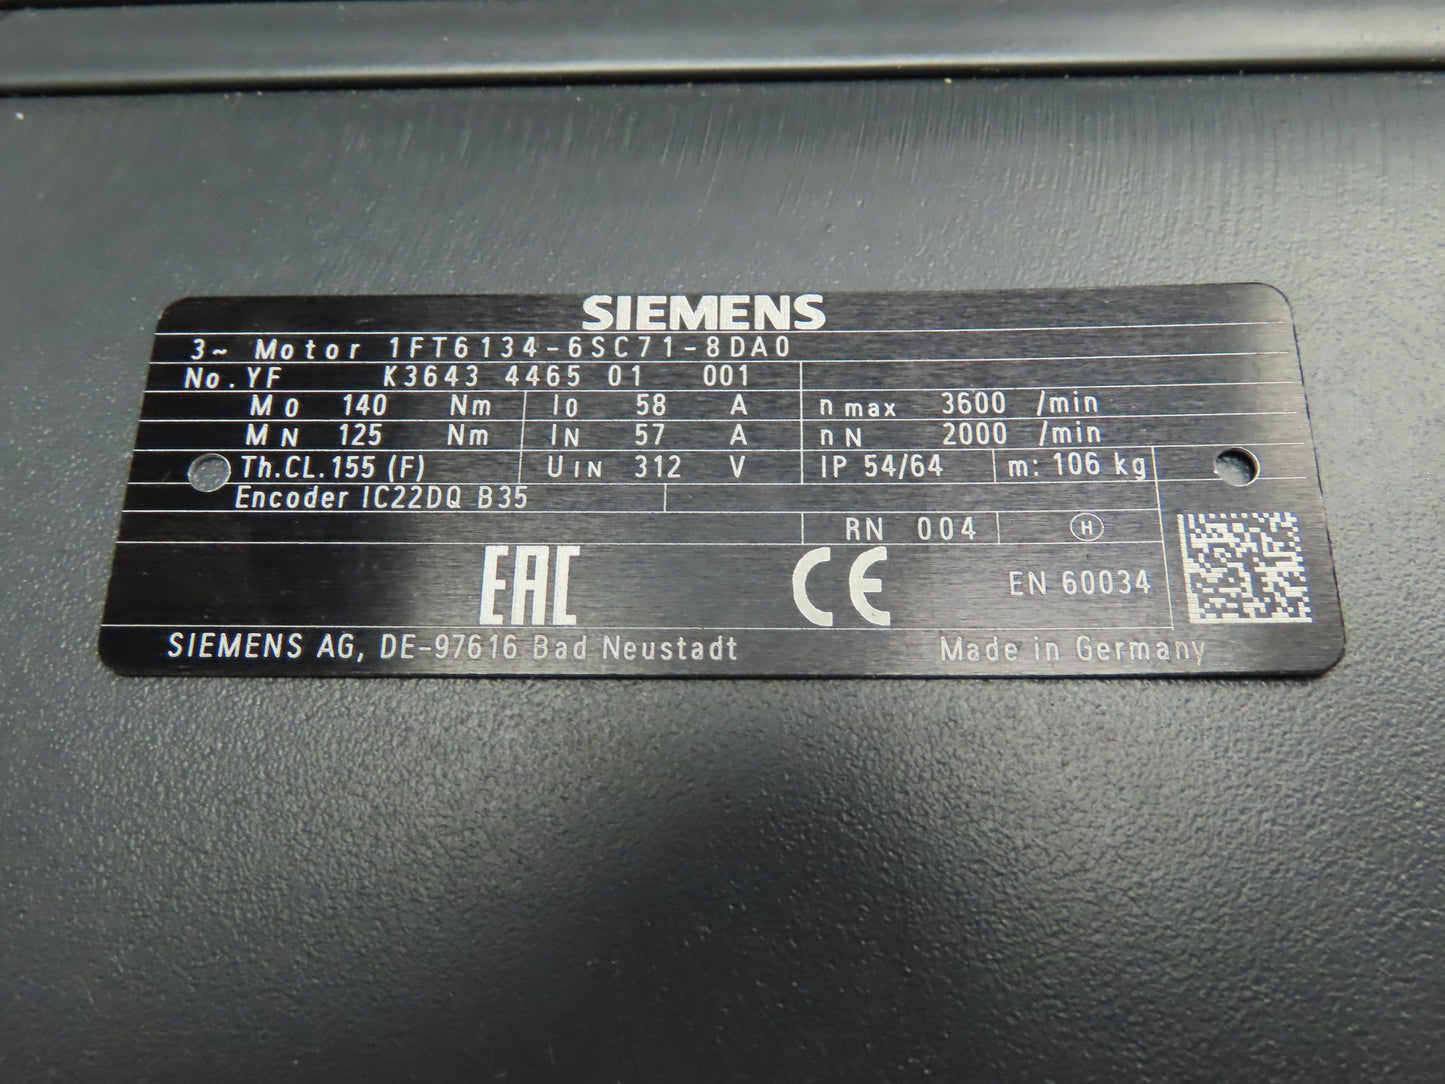 SIEMENS
3~ Motor 1FT6134-6SC71-8DA0
No. YF K3643 4465 01 001
M0 140 Nm I0 58 A nmax 3600 /min
MN 125 Nm IN 57 A nN 2000 /min
Th.CL. 155 (F) UIN 312 V IP 54/64 m: 106 kg
Encoder IC22DQ B35
RN 004 H
EAC CE EN 60034
SIEMENS AG, DE-97616 Bad Neustadt Made in Germany